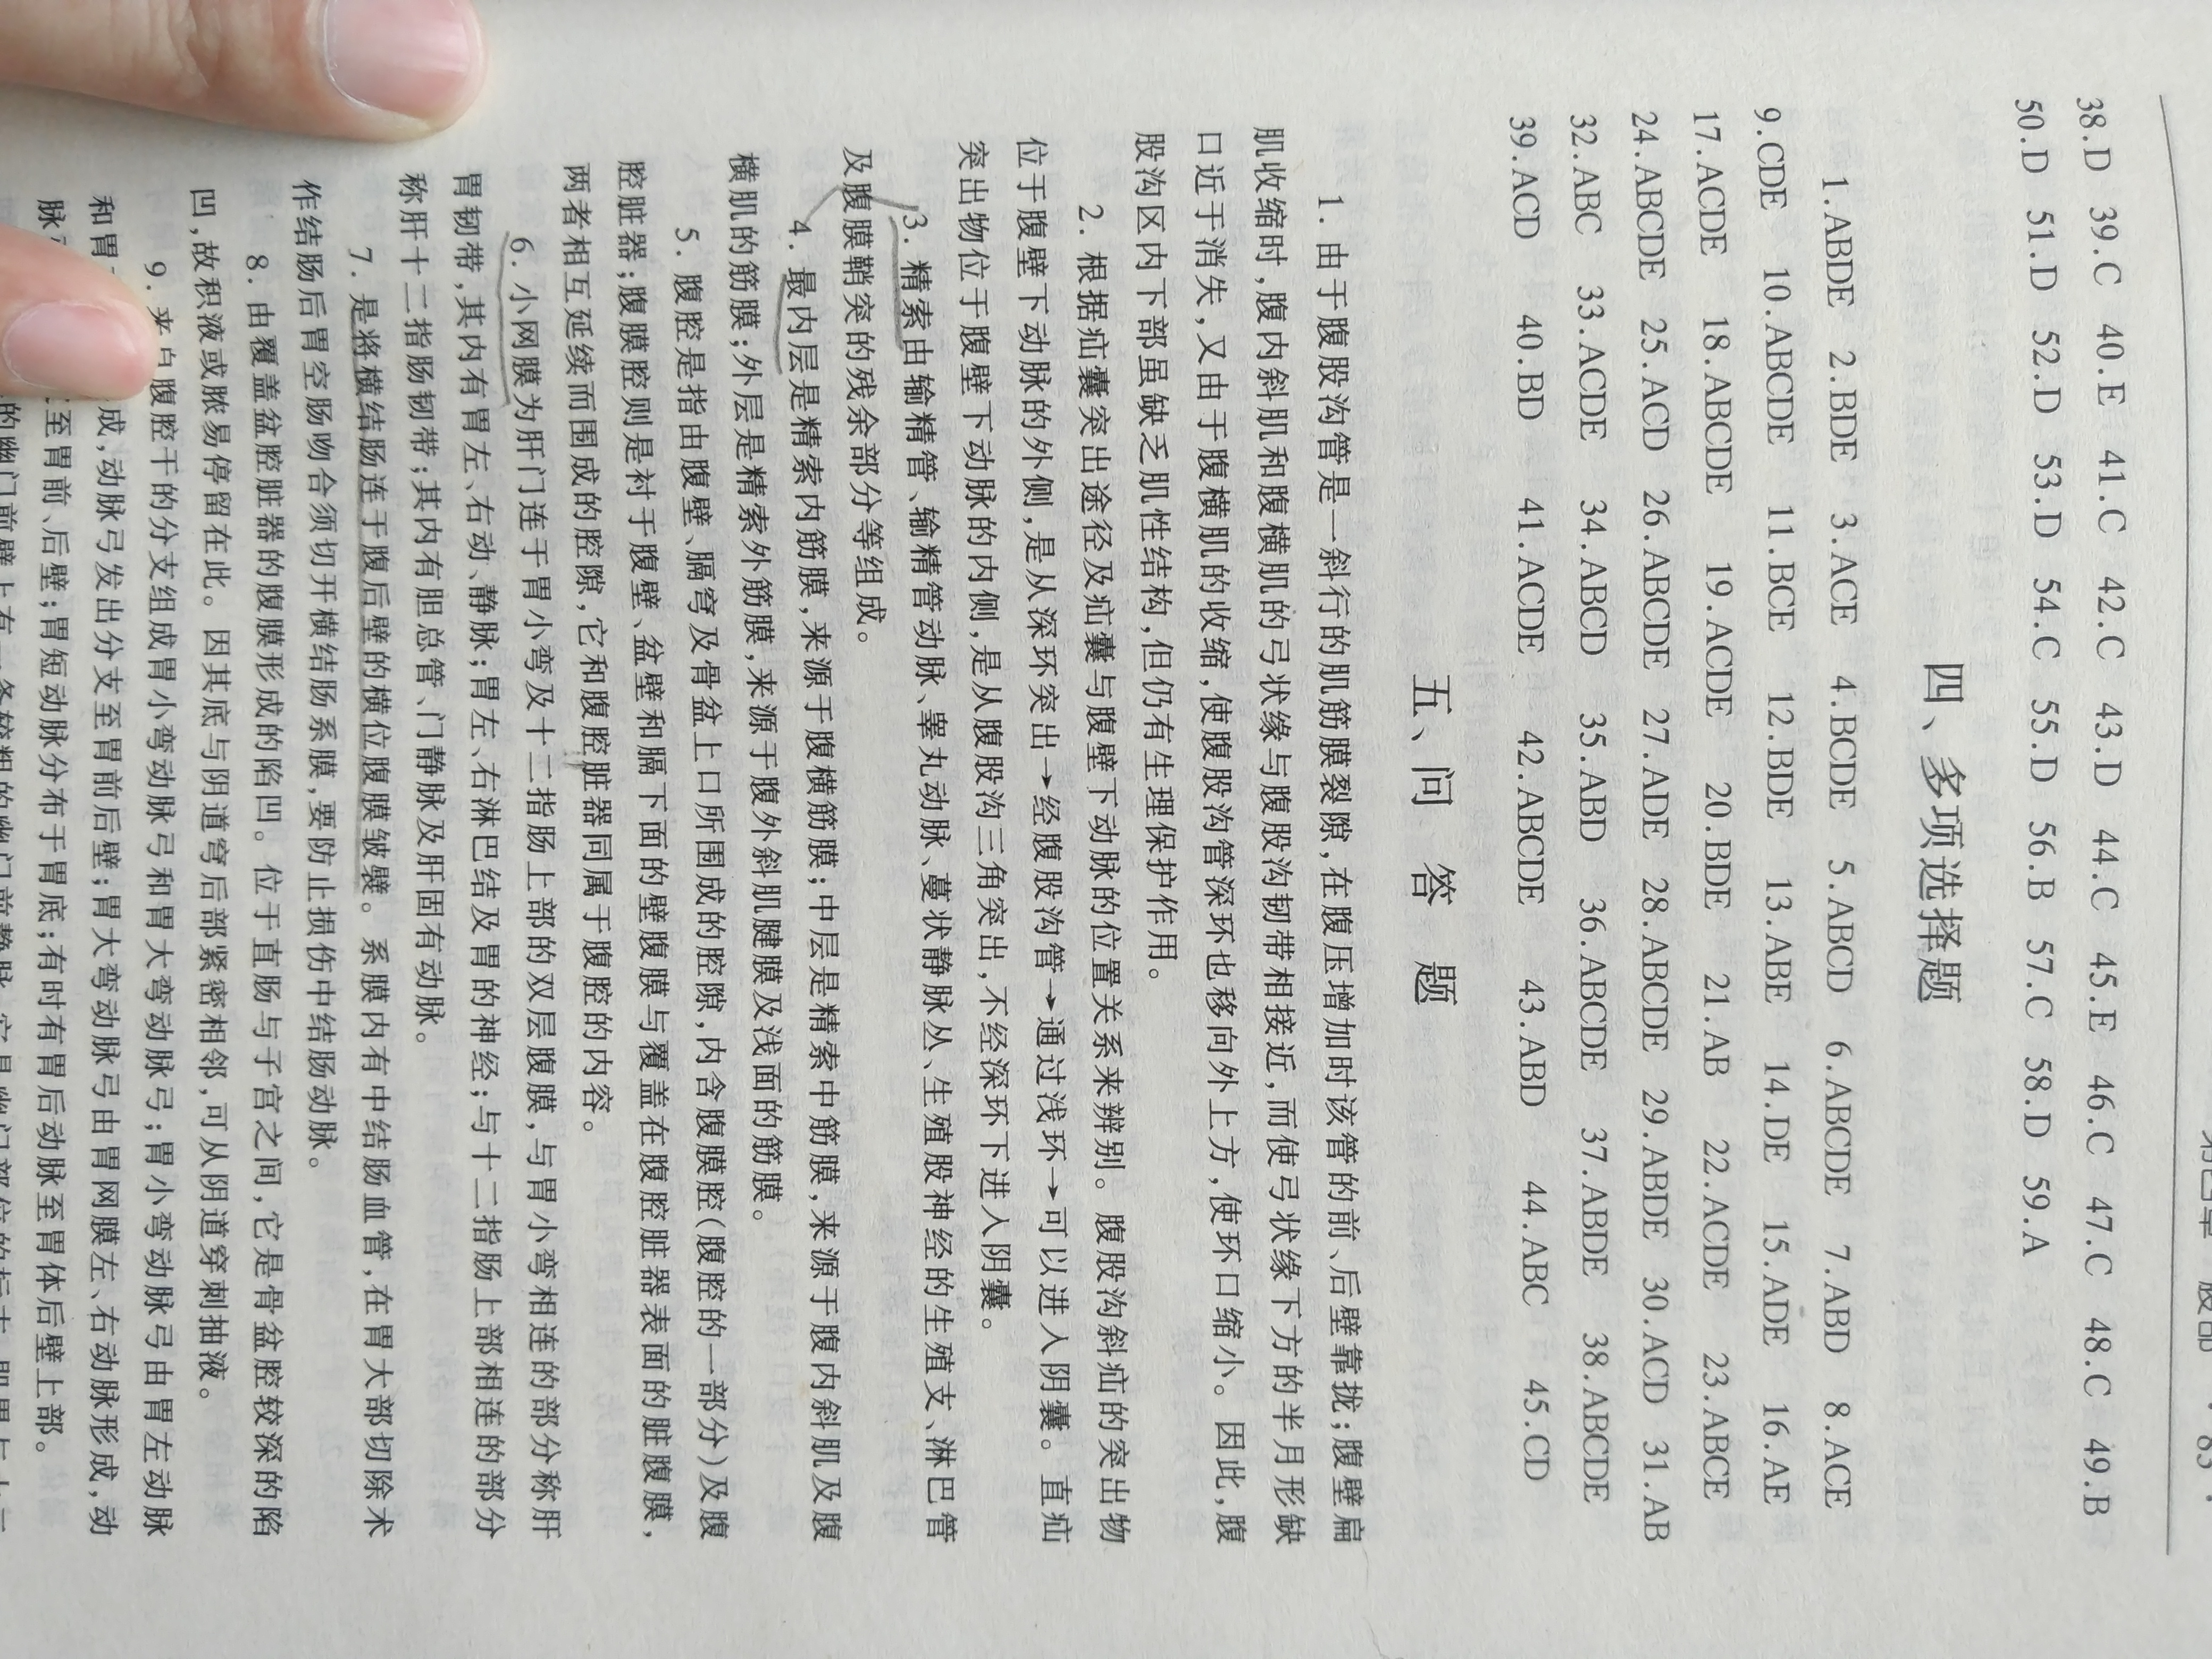 · 83 ·
38.D 39.C 40.E 41.C 42.C 43.D 44.C 45.E 46.C 47.C 48.C 49.B
50.D 51.D 52.D 53.D 54.C 55.D 56.B 57.C 58.D 59.A
四、多项选择题
1.ABDE 2.BDE 3.ACE 4.BCDE 5.ABCD 6.ABCDE 7.ABD 8.ACE
9.CDE 10.ABCDE 11.BCE 12.BDE 13.ABE 14.DE 15.ADE 16.AE
17.ACDE 18.ABCDE 19.ACDE 20.BDE 21.AB 22.ACDE 23.ABCE
24.ABCDE 25.ACD 26.ABCDE 27.ADE 28.ABCDE 29.ABDE 30.ACD 31.AB
32.ABC 33.ACDE 34.ABCD 35.ABD 36.ABCDE 37.ABDE 38.ABCDE
39.ACD 40.BD 41.ACDE 42.ABCDE 43.ABD 44.ABC 45.CD
五、问 答 题
1. 由于腹股沟管是一斜行的肌筋膜裂隙,在腹压增加时该管的前、后壁靠拢;腹壁扁
肌收缩时,腹内斜肌和腹横肌的弓状缘与腹股沟韧带相接近,而使弓状缘下方的半月形缺
口近于消失,又由于腹横肌的收缩,使腹股沟管深环也移向外上方,使环口缩小。因此,腹
股沟区内下部虽缺乏肌性结构,但仍有生理保护作用。
2. 根据疝囊突出途径及疝囊与腹壁下动脉的位置关系来辨别。腹股沟斜疝的突出物
位于腹壁下动脉的外侧,是从深环突出→经腹股沟管→通过浅环→可以进入阴囊。直疝
突出物位于腹壁下动脉的内侧,是从腹股沟三角突出,不经深环下进入阴囊。
3. 精索由输精管、输精管动脉、睾丸动脉、蔓状静脉丛、生殖股神经的生殖支、淋巴管
及腹膜鞘突的残余部分等组成。
4. 最内层是精索内筋膜,来源于腹横筋膜;中层是精索中筋膜,来源于腹内斜肌及腹
横肌的筋膜;外层是精索外筋膜,来源于腹外斜肌腱膜及浅面的筋膜。
5. 腹腔是指由腹壁、膈穹及骨盆上口所围成的腔隙,内含腹膜腔(腹腔的一部分)及腹
腔脏器;腹膜腔则是衬于腹壁、盆壁和膈下面的壁腹膜与覆盖在腹腔脏器表面的脏腹膜,
两者相互延续而围成的腔隙,它和腹腔脏器同属于腹腔的内容。
6. 小网膜为肝门连于胃小弯及十二指肠上部的双层腹膜,与胃小弯相连的部分称肝
胃韧带,其内有胃左、右动、静脉;胃左、右淋巴结及胃的神经;与十二指肠上部相连的部分
称肝十二指肠韧带;其内有胆总管、门静脉及肝固有动脉。
7. 是将横结肠连于腹后壁的横位腹膜皱襞。系膜内有中结肠血管,在胃大部切除术
作结肠后胃空肠吻合须切开横结肠系膜,要防止损伤中结肠动脉。
8. 由覆盖盆腔脏器的腹膜形成的陷凹。位于直肠与子宫之间,它是骨盆腔较深的陷
凹,故积液或脓易停留在此。因其底与阴道穹后部紧密相邻,可从阴道穿刺抽液。
9. 来自腹腔干的分支组成胃小弯动脉弓和胃大弯动脉弓;胃小弯动脉弓由胃左动脉
和胃 成,动脉弓发出分支至胃前后壁;胃大弯动脉弓由胃网膜左、右动脉形成,动
脉 至胃前、后壁;胃短动脉分布于胃底;有时有胃后动脉至胃体后壁上部。